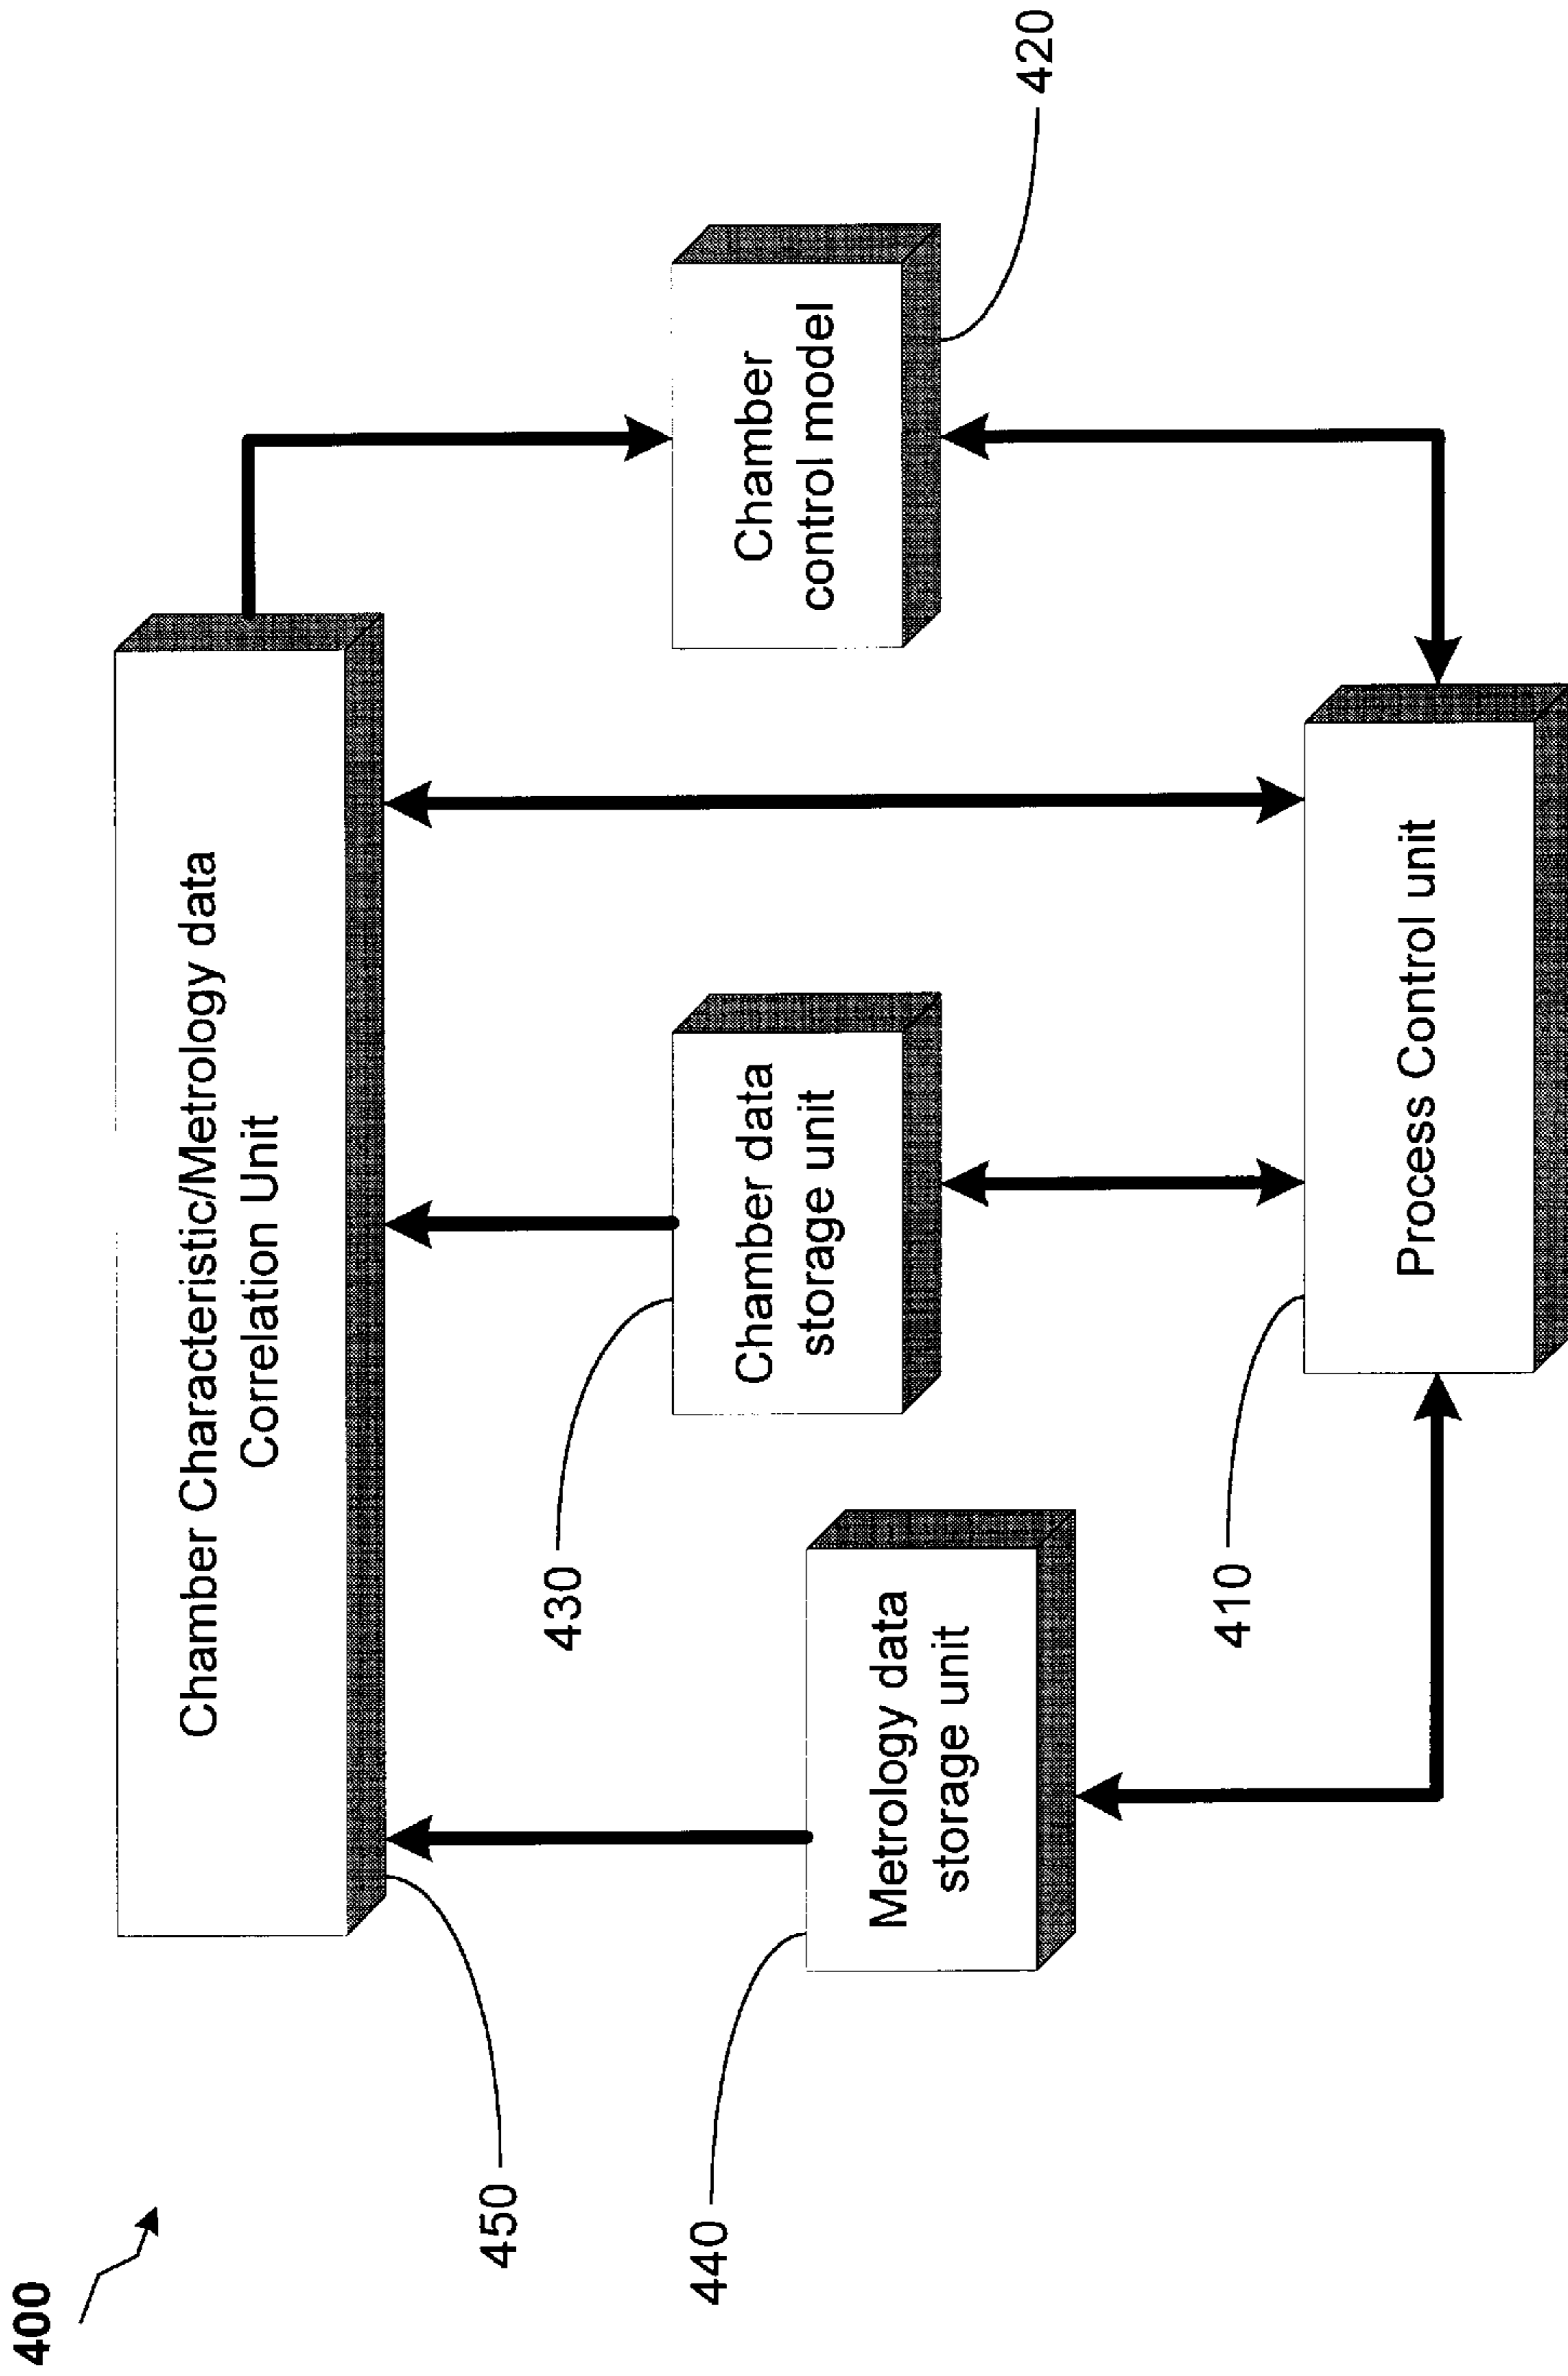 400
Chamber Characteristic/Metrology data
Correlation Unit
450
Metrology data
storage unit
440
Chamber data
storage unit
430
Chamber
control model
420
Process Control unit
410